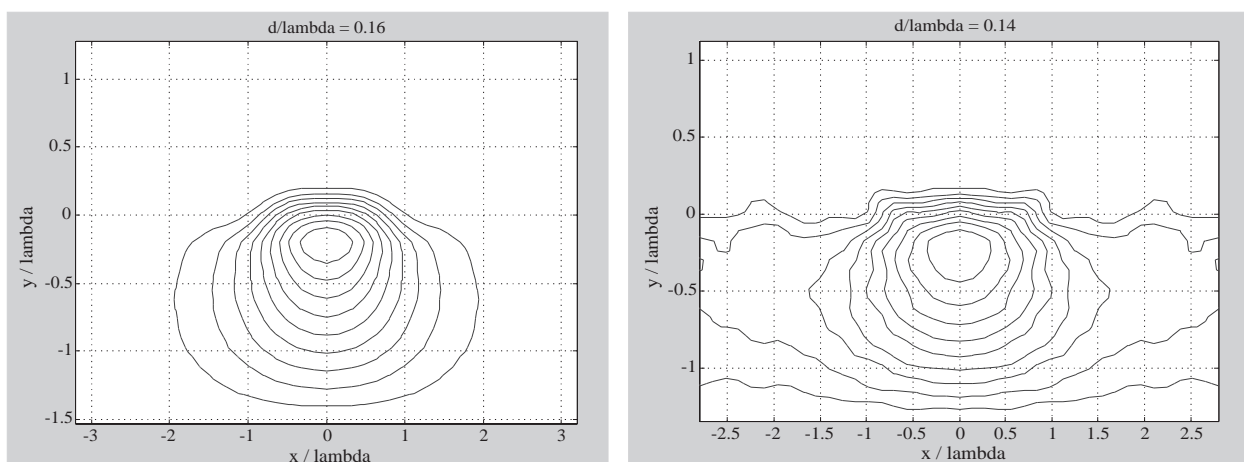 d/lambda = 0.16
1
0.5
0
-0.5
-1
-1.5
y / lambda
-3 -2 -1 0 1 2 3
x / lambda
d/lambda = 0.14
1
0.5
0
-0.5
-1
y / lambda
-2.5 -2 -1.5 -1 -0.5 0 0.5 1 1.5 2 2.5
x / lambda